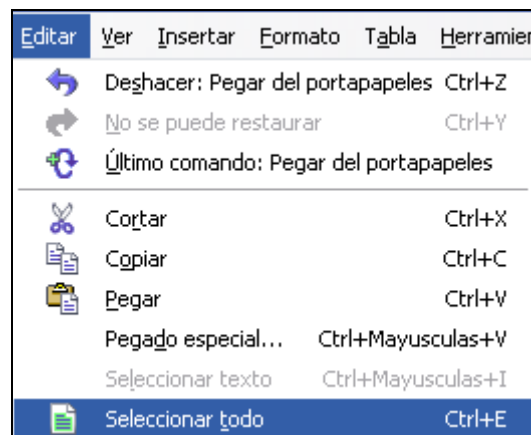 Editar Ver Insertar Formato Tabla Herramier
Deshacer: Pegar del portapapeles Ctrl+Z
No se puede restaurar Ctrl+Y
Último comando: Pegar del portapapeles
Cortar Ctrl+X
Copiar Ctrl+C
Pegar Ctrl+V
Pegado especial... Ctrl+Mayusculas+V
Seleccionar texto Ctrl+Mayusculas+I
Seleccionar todo Ctrl+E